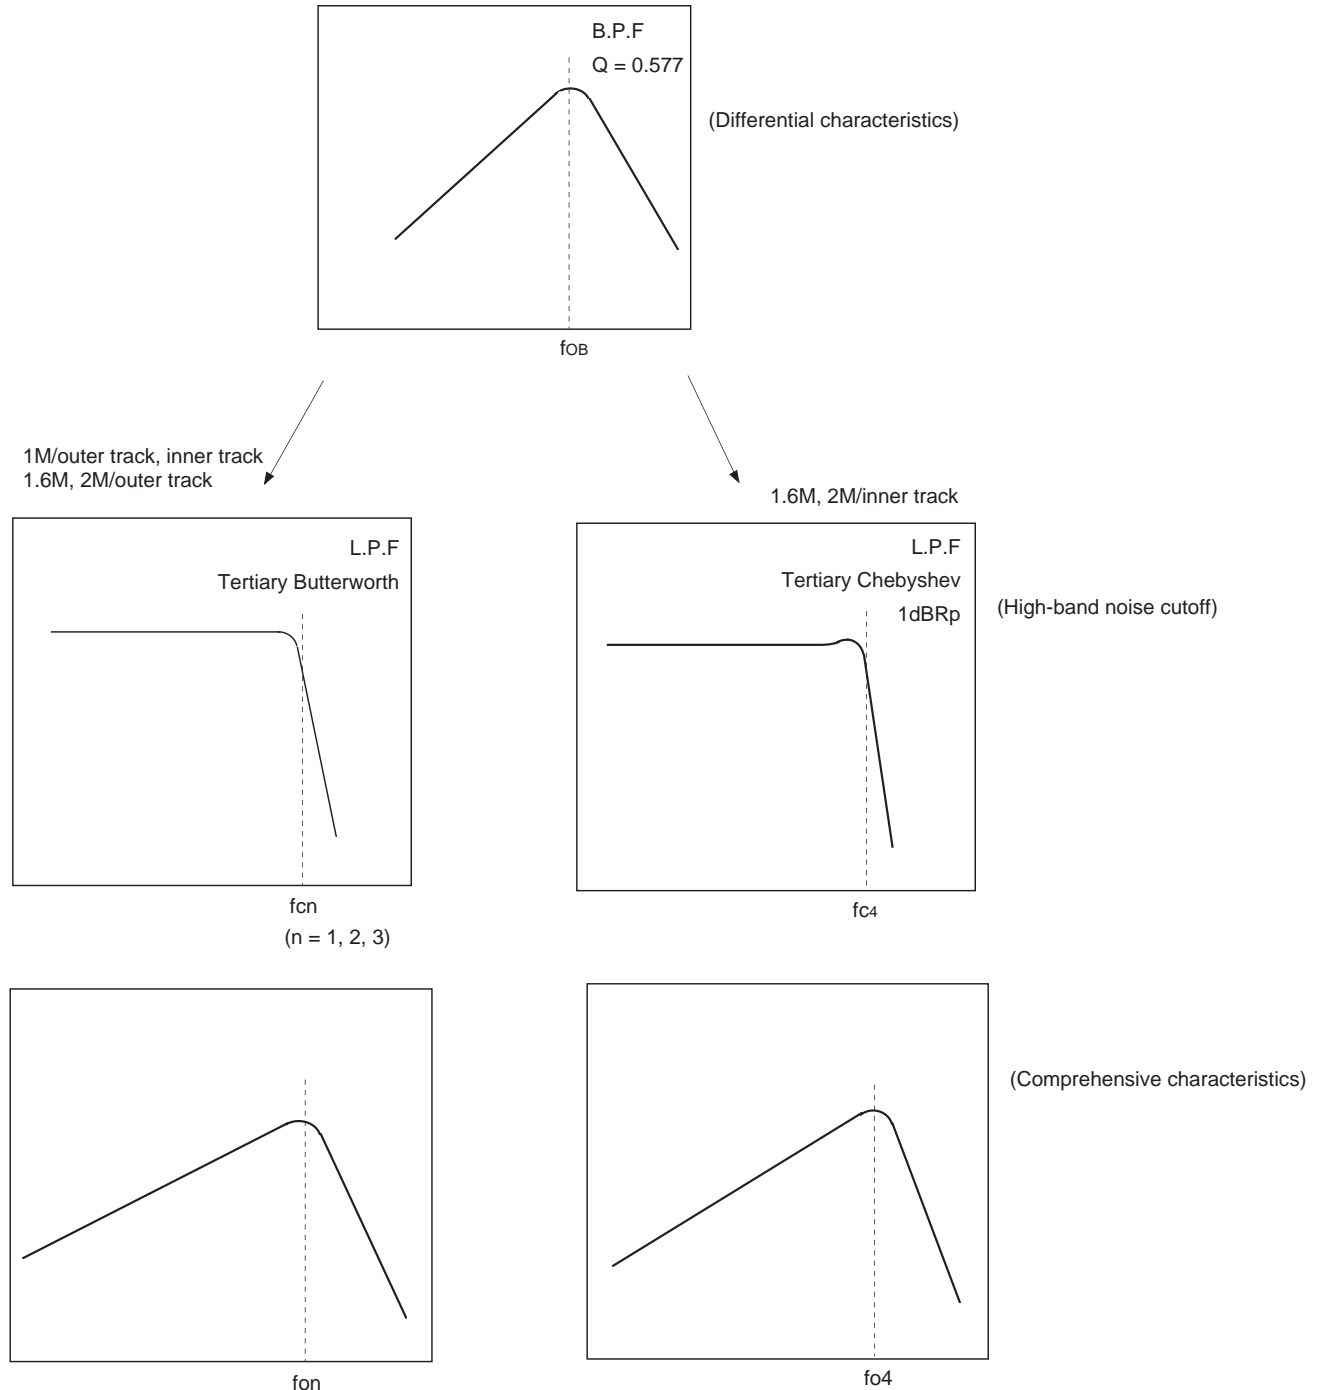 B.P.F
Q = 0.577
(Differential characteristics)
fOB
1M/outer track, inner track
1.6M, 2M/outer track
1.6M, 2M/inner track
L.P.F
Tertiary Butterworth
L.P.F
Tertiary Chebyshev
1dBRp
(High-band noise cutoff)
fcn
(n = 1, 2, 3)
fc4
(Comprehensive characteristics)
fon
fo4